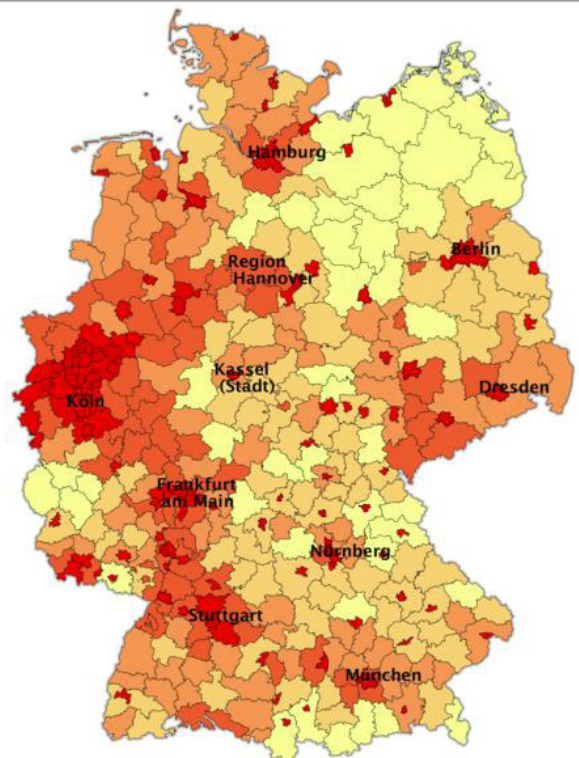 Hamburg
Berlin
Region
Hannover
Kassel
(Stadt)
Dresden
Köln
Frankfurt
am Main
Nürnberg
Stuttgart
München